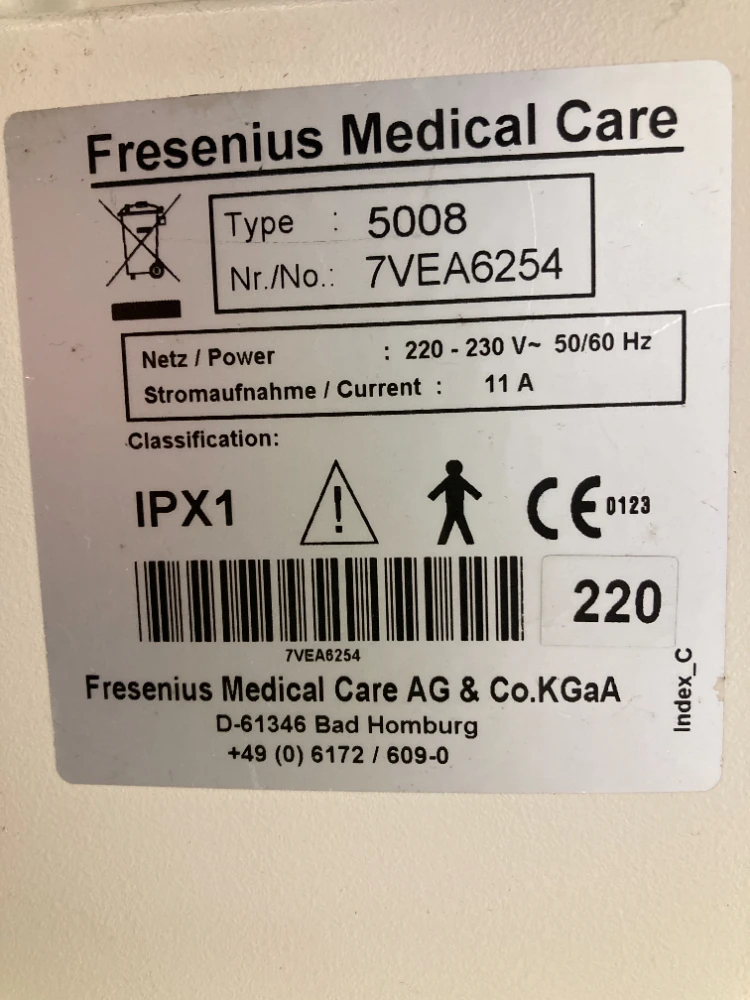 Fresenius Medical Care
Type : 5008
Nr./No.: 7VEA6254
Netz / Power : 220 - 230 V~ 50/60 Hz
Stromaufnahme / Current : 11 A
Classification:
IPX1 ! CE 0123
220
7VEA6254
Fresenius Medical Care AG & Co.KGaA
D-61346 Bad Homburg
+49 (0) 6172 / 609-0
Index_C